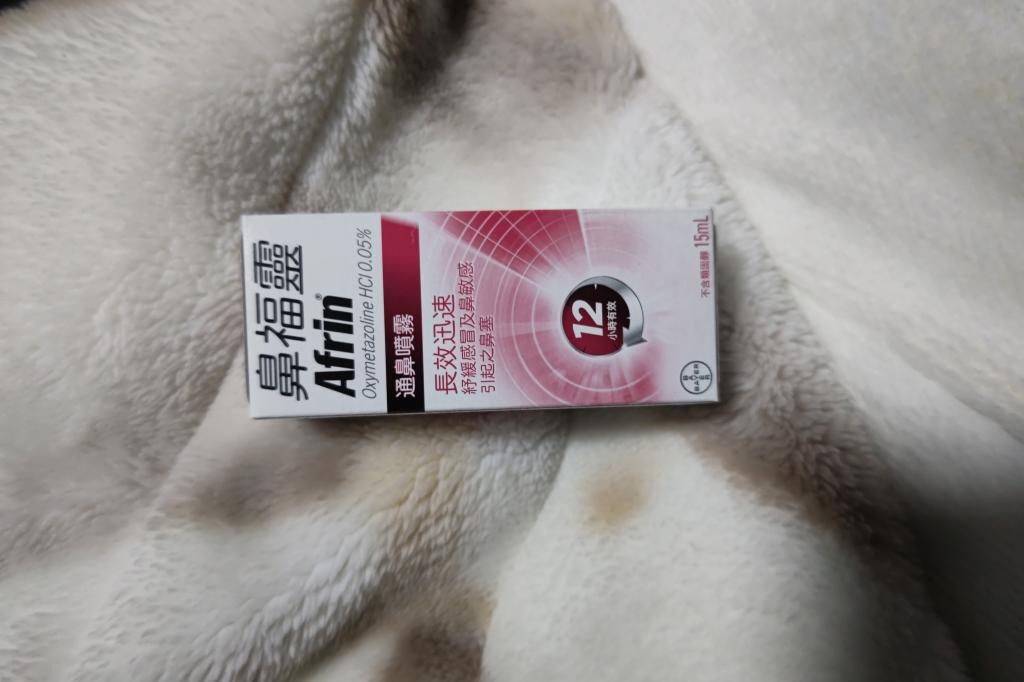 鼻福靈
Afrin®
Oxymetazoline HCl 0.05%
通鼻噴霧
長效迅速
紓緩感冒及鼻敏感
引起之鼻塞
12
小時有效
BAYER
BAYER
不含類固醇 15mL